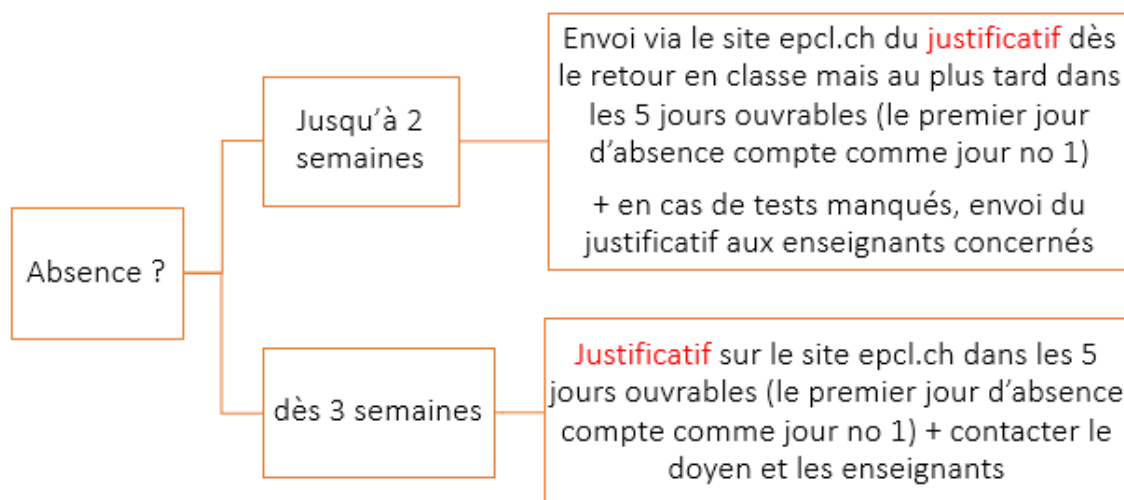 Absence ?
Jusqu'à 2
semaines
Envoi via le site epcl.ch du justificatif dès
le retour en classe mais au plus tard dans
les 5 jours ouvrables (le premier jour
d'absence compte comme jour no 1)
+ en cas de tests manqués, envoi du
justificatif aux enseignants concernés
dès 3 semaines
Justificatif sur le site epcl.ch dans les 5
jours ouvrables (le premier jour d'absence
compte comme jour no 1) + contacter le
doyen et les enseignants